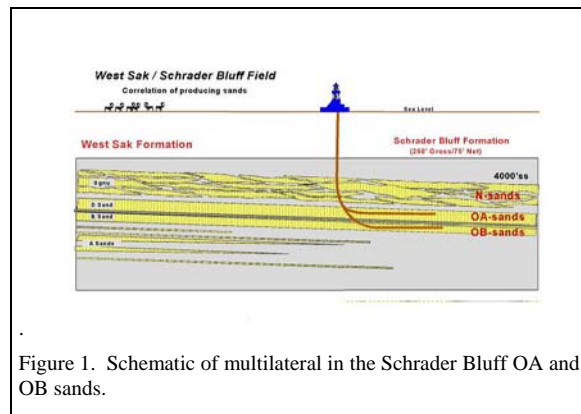 West Sak / Schrader Bluff Field
Correlation of producing sands
Sea Level
West Sak Formation
Schrader Bluff Formation
(250' Gross/75' Net)
4000'ss
Ugnu
N-sands
D Sand
OA-sands
B Sand
OB-sands
A Sands
.
Figure 1. Schematic of multilateral in the Schrader Bluff OA and
OB sands.